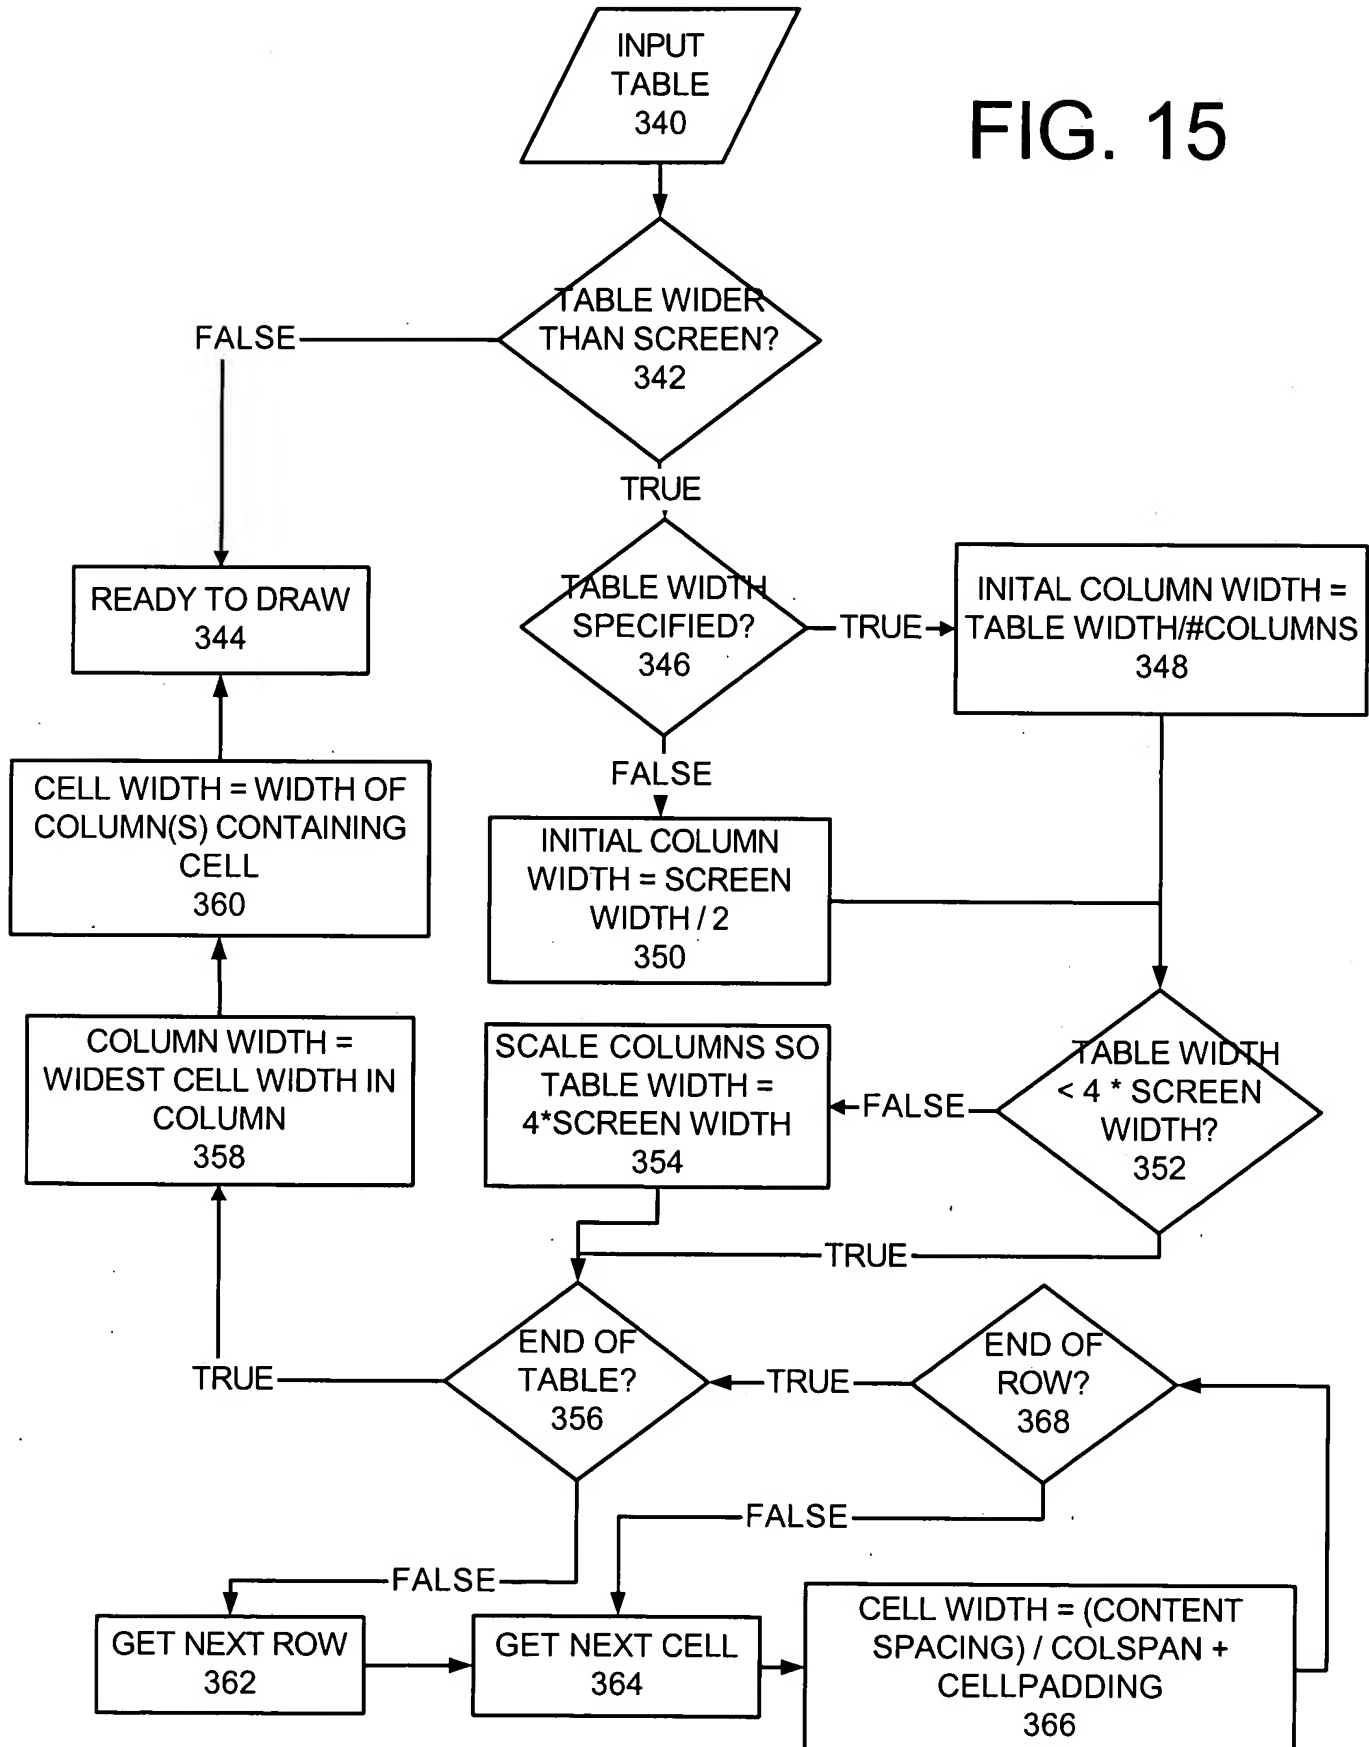 INPUT
TABLE
340
FIG. 15
TABLE WIDER
THAN SCREEN?
342
FALSE
TRUE
TABLE WIDTH
SPECIFIED?
346
TRUE
INITAL COLUMN WIDTH =
TABLE WIDTH/#COLUMNS
348
READY TO DRAW
344
FALSE
CELL WIDTH = WIDTH OF
COLUMN(S) CONTAINING
CELL
360
INITIAL COLUMN
WIDTH = SCREEN
WIDTH / 2
350
COLUMN WIDTH =
WIDEST CELL WIDTH IN
COLUMN
358
SCALE COLUMNS SO
TABLE WIDTH =
4*SCREEN WIDTH
354
FALSE
TABLE WIDTH
< 4 * SCREEN
WIDTH?
352
TRUE
TRUE
END OF
TABLE?
356
TRUE
END OF
ROW?
368
FALSE
FALSE
GET NEXT ROW
362
GET NEXT CELL
364
CELL WIDTH = (CONTENT
SPACING) / COLSPAN +
CELLPADDING
366